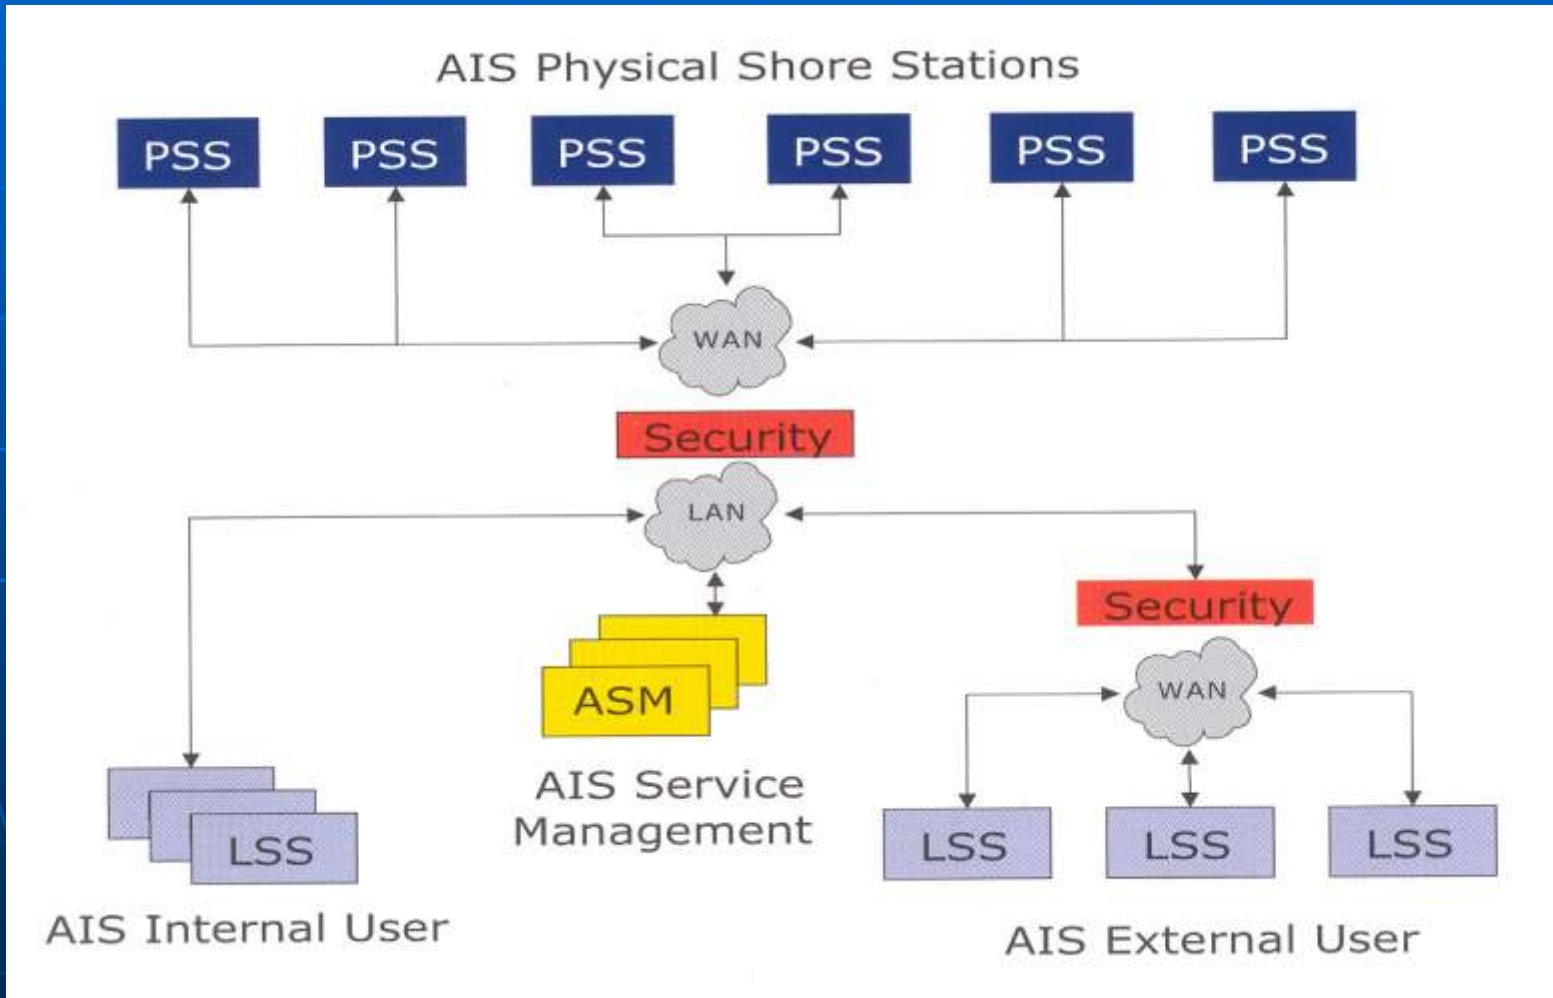 AIS Physical Shore Stations
PSS
PSS
PSS
PSS
PSS
PSS
WAN
Security
LAN
Security
ASM
WAN
AIS Service
Management
LSS
LSS
LSS
LSS
AIS Internal User
AIS External User